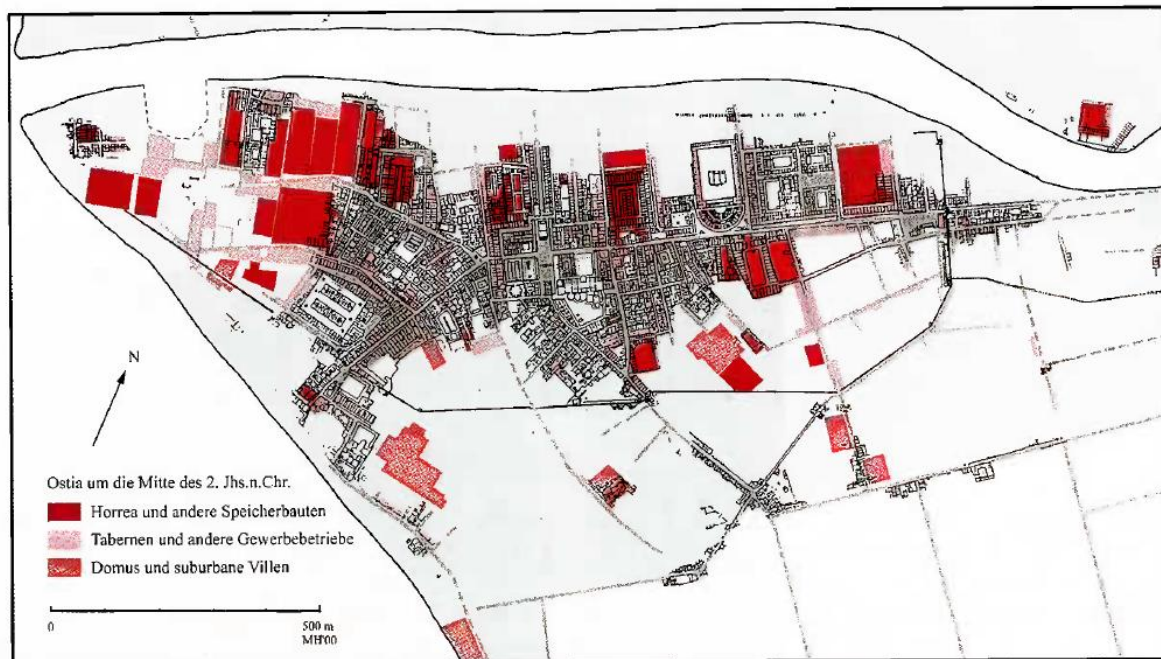 N
Ostia um die Mitte des 2. Jhs.n.Chr.
Horrea und andere Speicherbauten
Tabernen und andere Gewerbebetriebe
Domus und suburbane Villen
0 500 m
MH'00